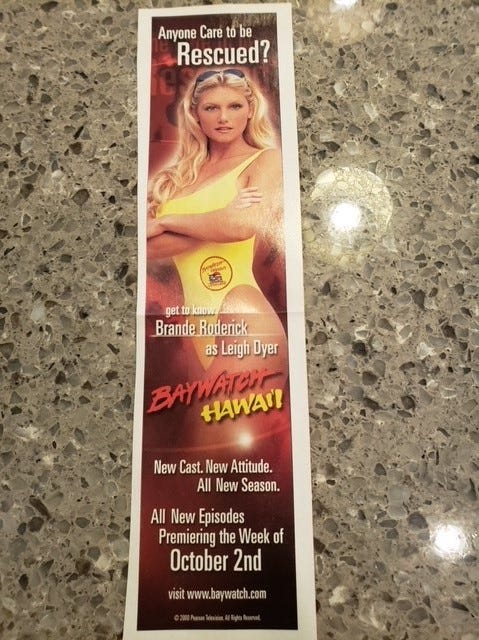 Anyone Care to be
Rescued?
get to know
Brande Roderick
as Leigh Dyer
BAYWATCH
HAWAI'I
New Cast. New Attitude.
All New Season.
All New Episodes
Premiering the Week of
October 2nd
visit www.baywatch.com
© 2000 Pearson Television. All Rights Reserved.